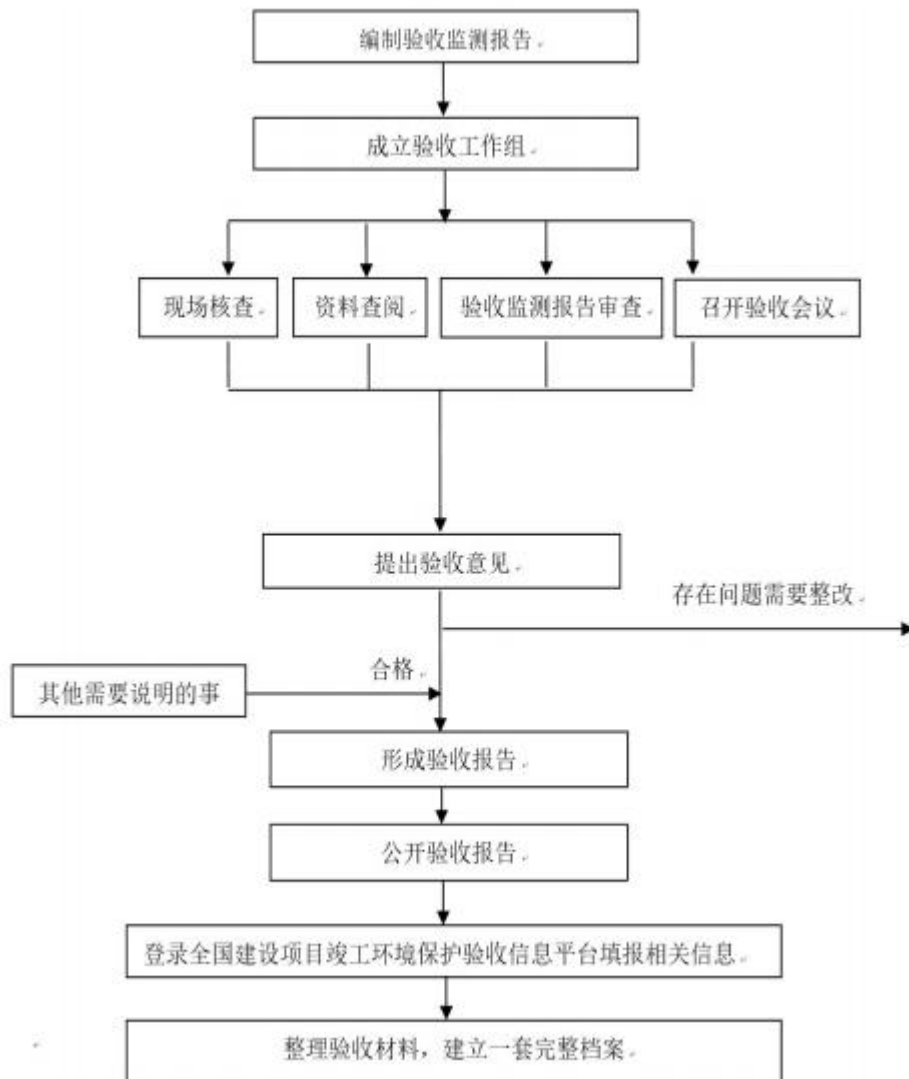 编制验收监测报告
成立验收工作组
现场核查
资料查阅
验收监测报告审查
召开验收会议
提出验收意见
存在问题需要整改
合格
其他需要说明的事
形成验收报告
公开验收报告
登录全国建设项目竣工环境保护验收信息平台填报相关信息
整理验收材料，建立一套完整档案